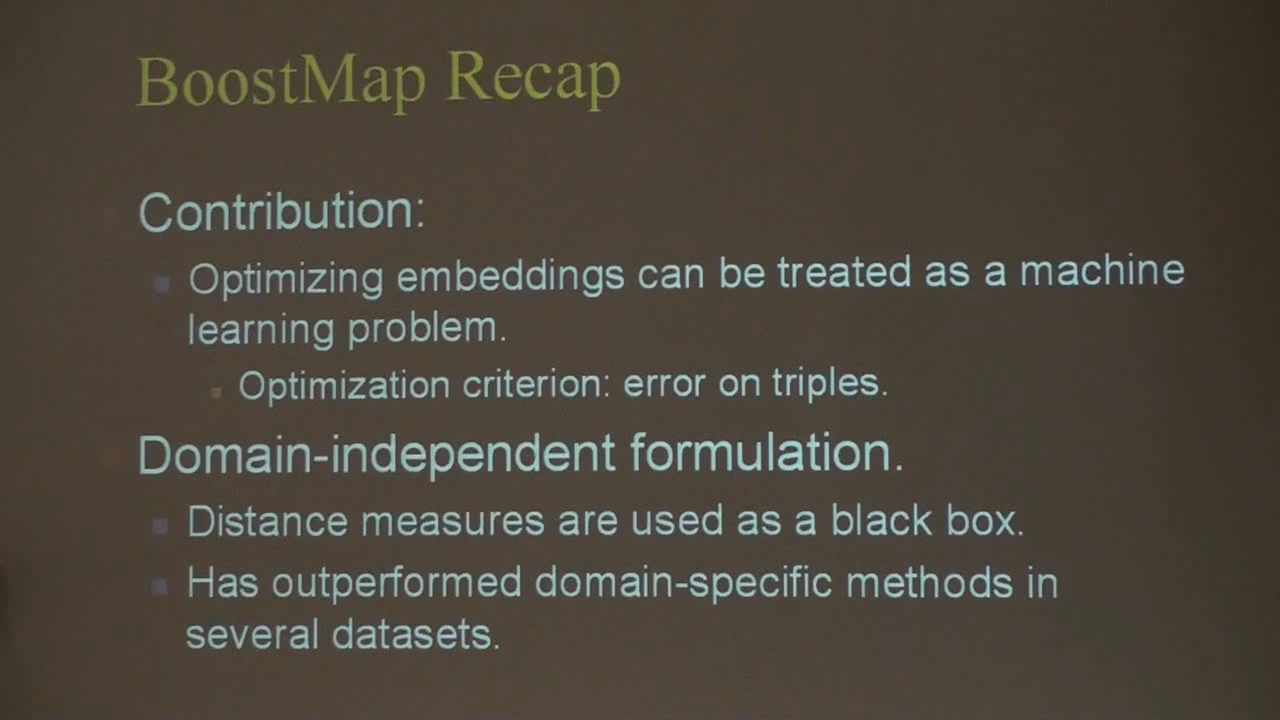 BoostMap Recap
Contribution:
Optimizing embeddings can be treated as a machine
learning problem.
Optimization criterion: error on triples.
Domain-independent formulation.
Distance measures are used as a black box.
Has outperformed domain-specific methods in
several datasets.